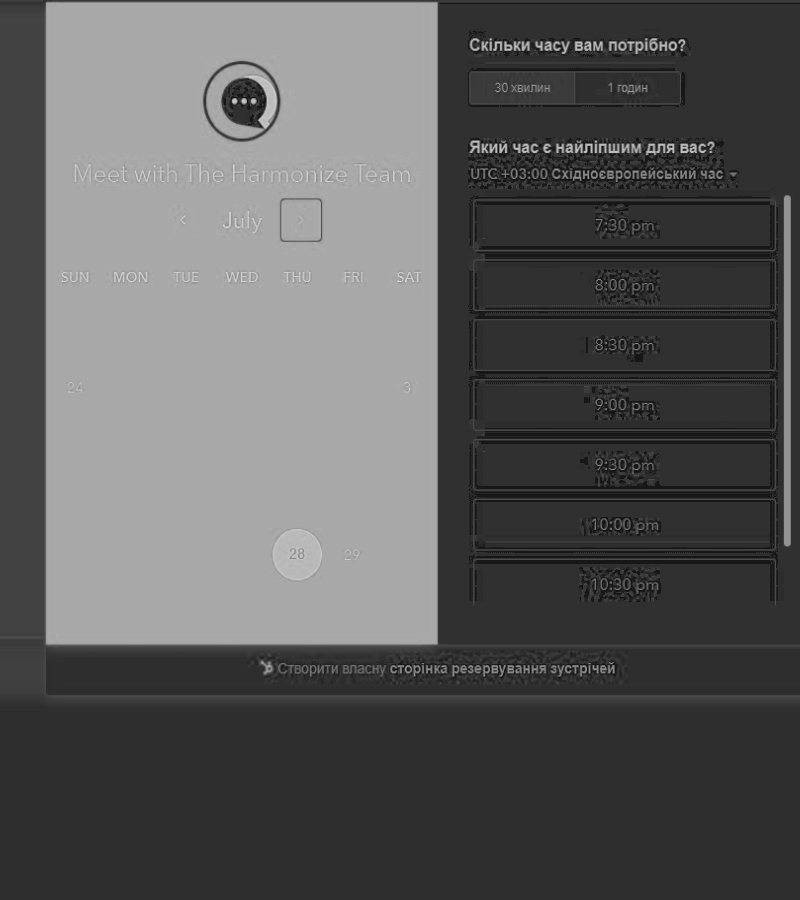 Meet with The Harmonize Team
July
SUN MON TUE WED THU FRI SAT
24 3
28 29
Скільки часу вам потрібно?
30 хвилин 1 годин
Який час є найліпшим для вас?
UTC +03:00 Східноєвропейський час
7:30 pm
8:00 pm
8:30 pm
9:00 pm
9:30 pm
10:00 pm
10:30 pm
Створити власну сторінка резервування зустрічей